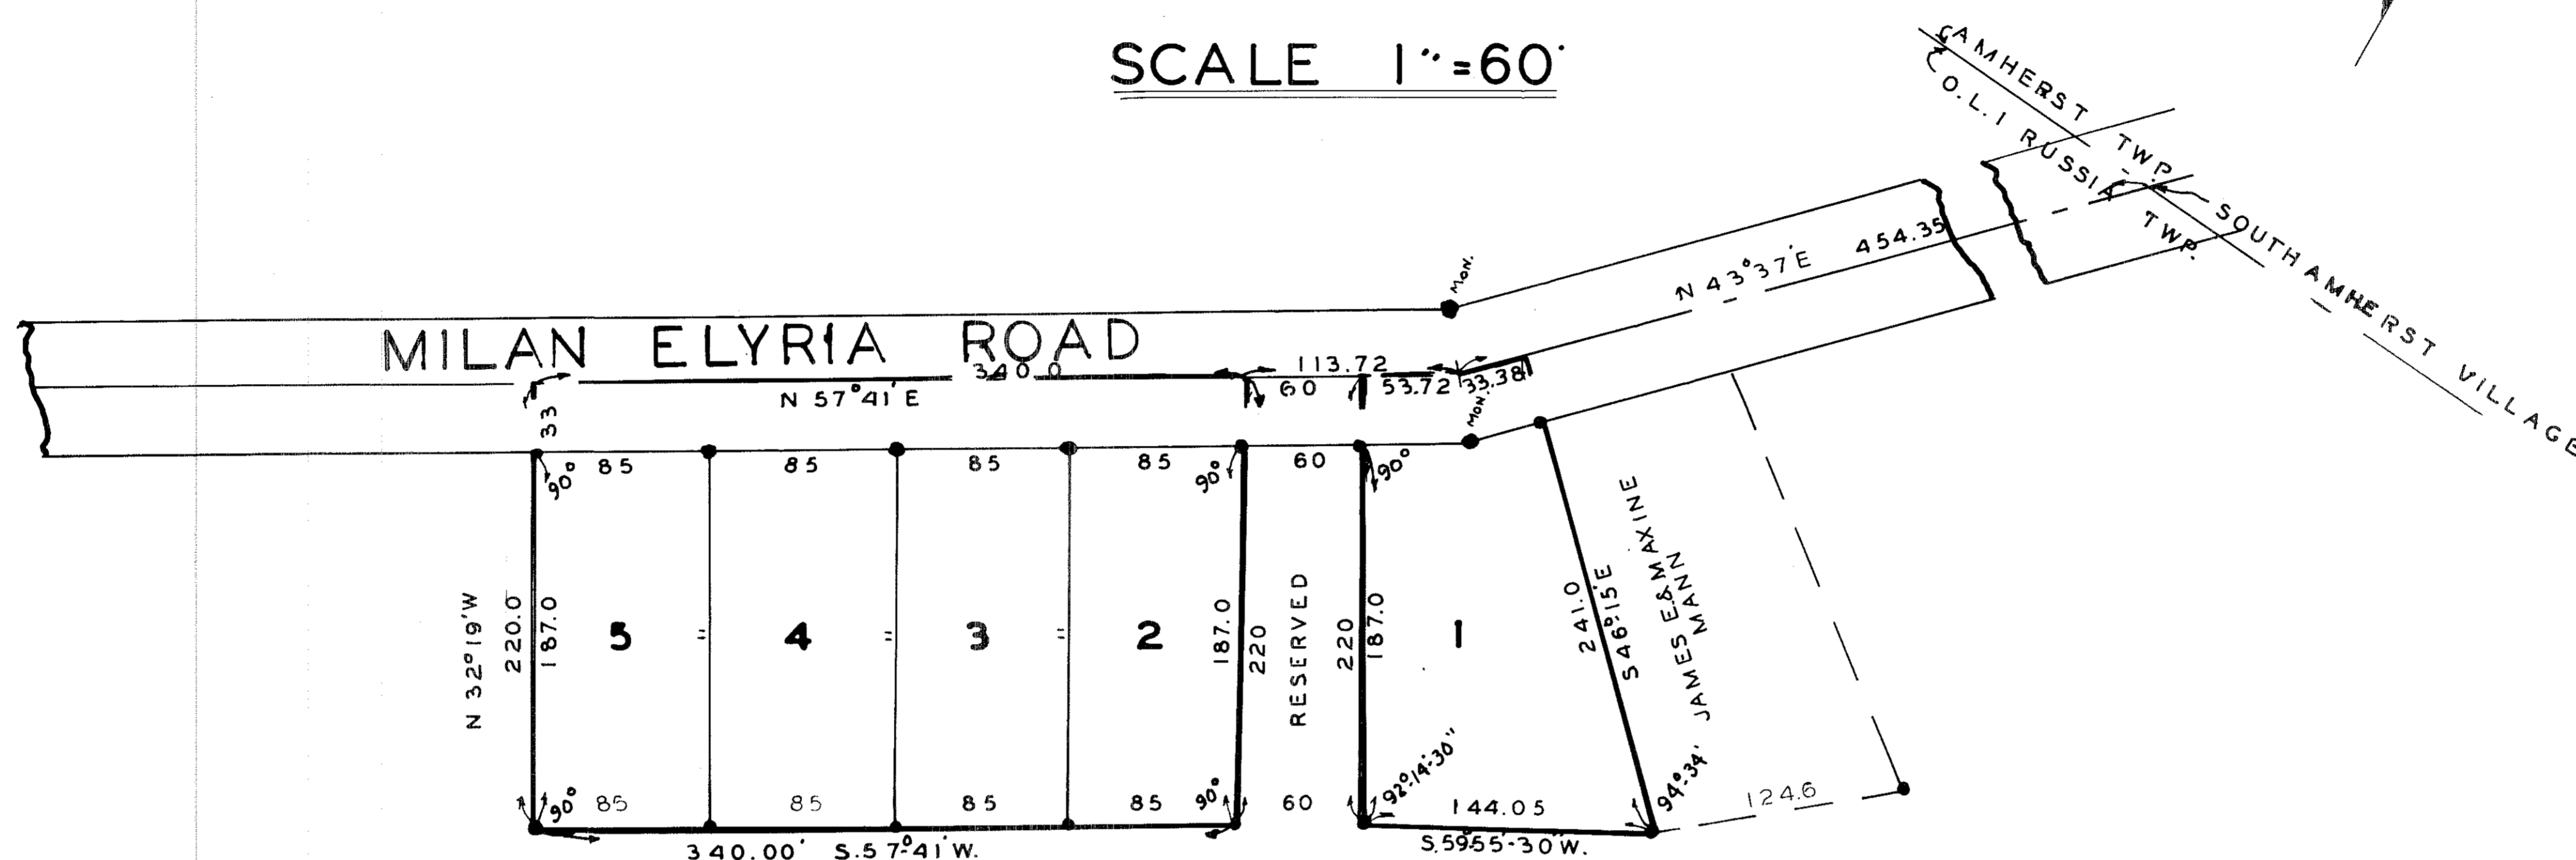 SCALE 1"=60'
AMHERST TWP.
O.L. 1 RUSSIA TWP.
SOUTH AMHERST VILLAGE
N 43°37'E 454.35
MON.
MILAN ELYRIA ROAD
340.0
N 57°41'E
113.72
60
53.72
33.38
MON.
33
85
85
85
85
60
90°
90°
90°
N 32°19'W
220.0
187.0
5
=
4
=
3
=
2
187.0
220
RESERVED
220
187.0
1
241.0
S 46°15'E
JAMES E. & MAXINE
MANN
90°
85
85
85
85
90°
60
92°-14'-30"
144.05
94°-34'
124.6
340.00' S.57°41'W.
S.59°55'-30"W.